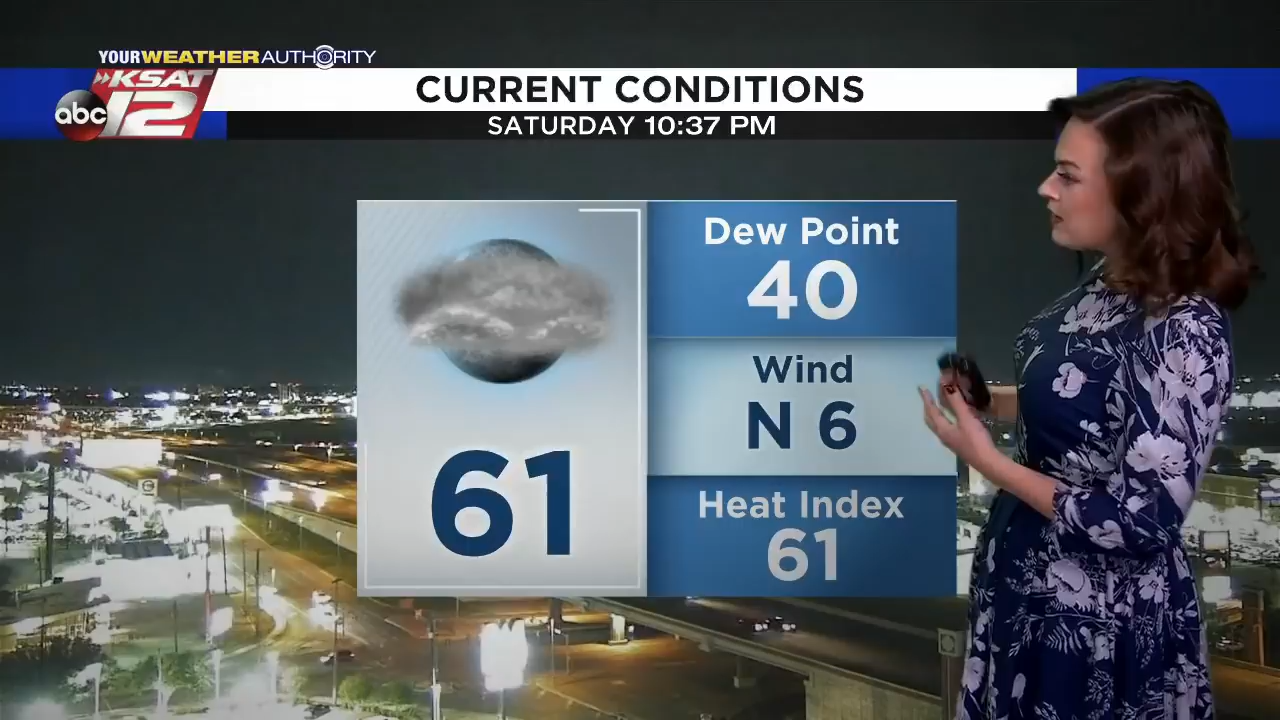 YOURWEATHERAUTHORITY
KSAT
abc 12
CURRENT CONDITIONS
SATURDAY 10:37 PM
Dew Point
40
Wind
N 6
61
Heat Index
61